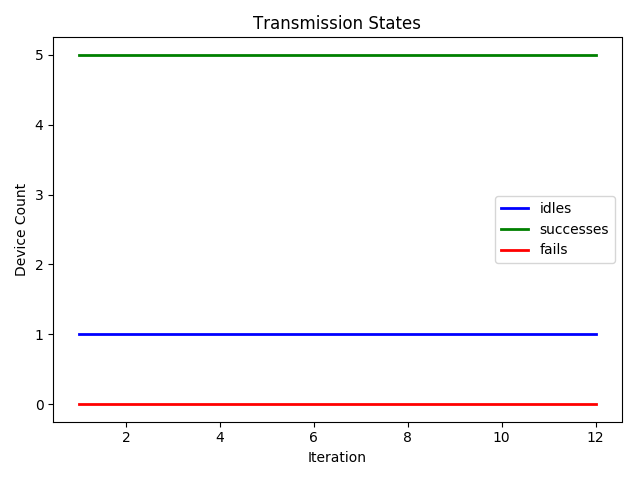 Transmission States
Device Count
5
4
3
2
1
0
idles
successes
fails
2 4 6 8 10 12
Iteration